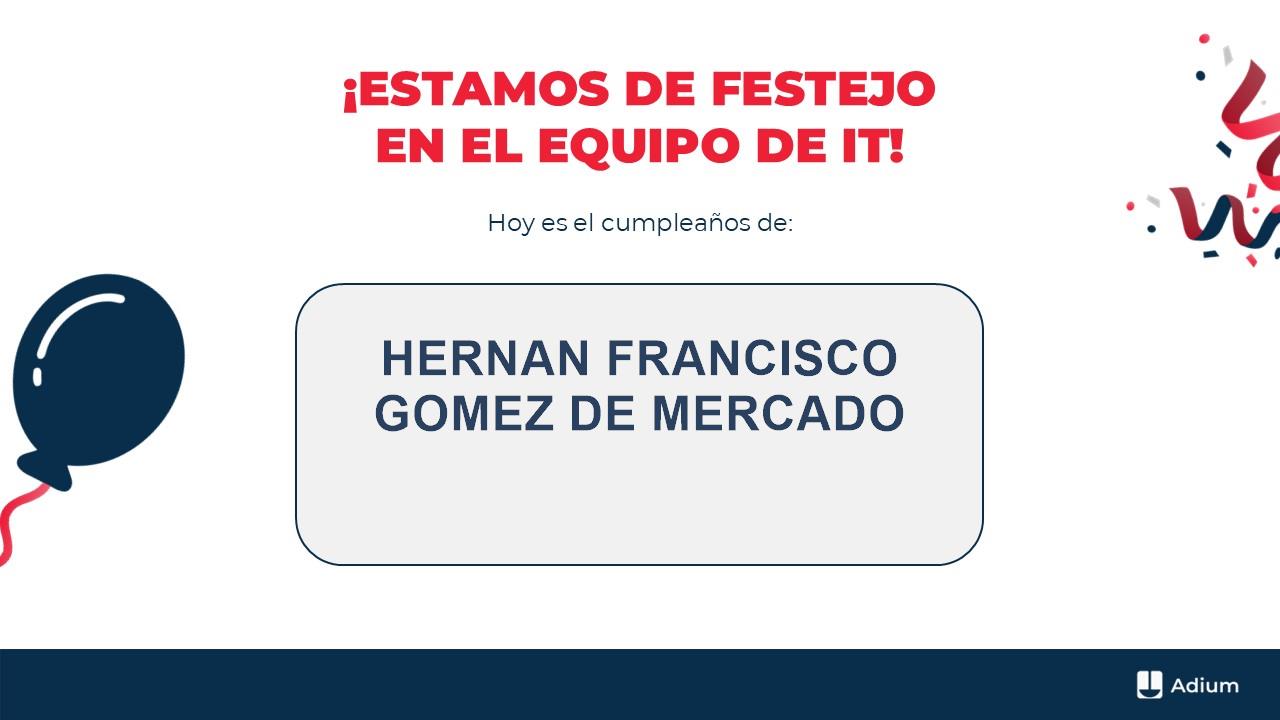 ¡ESTAMOS DE FESTEJO
EN EL EQUIPO DE IT!
Hoy es el cumpleaños de:
HERNAN FRANCISCO
GOMEZ DE MERCADO
Adium